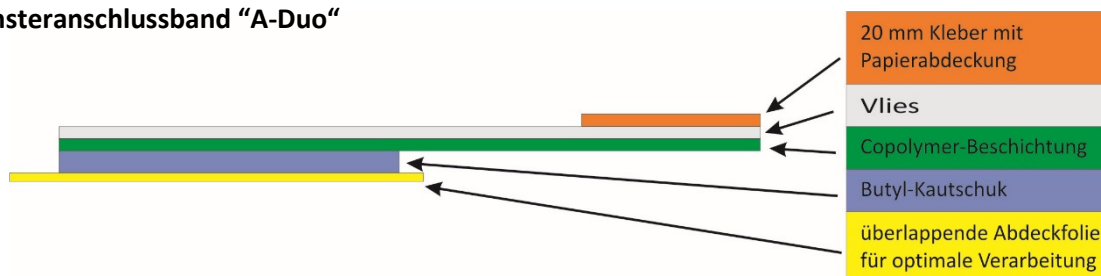 nsteranschlussband “A-Duo“
20 mm Kleber mit
Papierabdeckung
Vlies
Copolymer-Beschichtung
Butyl-Kautschuk
überlappende Abdeckfolie
für optimale Verarbeitung